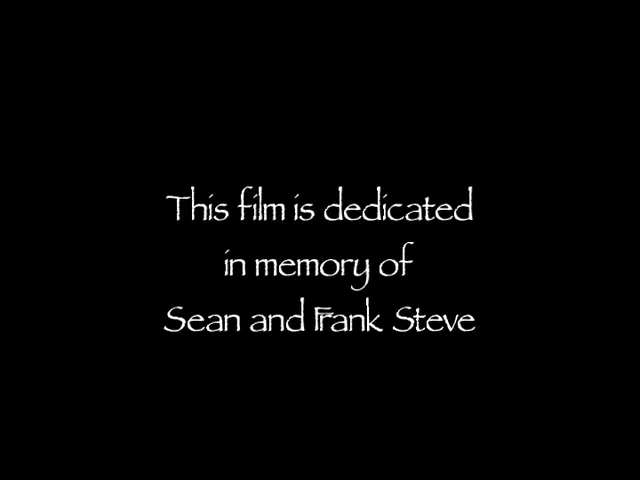 This film is dedicated
in memory of
Sean and Frank Steve